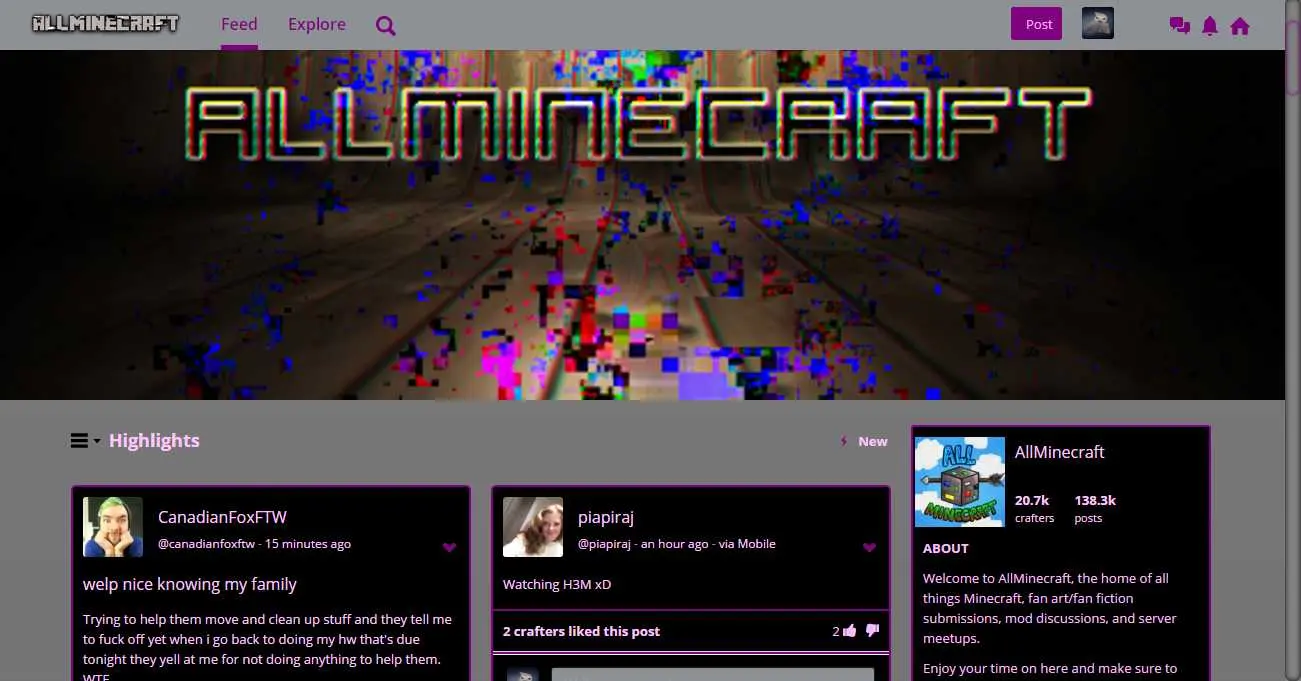 ALLMINECRAFT
Feed Explore
Post
ALLMINECRAFT
Highlights
New
CanadianFoxFTW
@canadianfoxftw - 15 minutes ago
welp nice knowing my family
Trying to help them move and clean up stuff and they tell me
to fuck off yet when i go back to doing my hw that's due
tonight they yell at me for not doing anything to help them.
WTF
piapiraj
@piapiraj - an hour ago - via Mobile
Watching H3M xD
2 crafters liked this post
2
ALL
MINECRAFT
AllMinecraft
20.7k 138.3k
crafters posts
ABOUT
Welcome to AllMinecraft, the home of all
things Minecraft, fan art/fan fiction
submissions, mod discussions, and server
meetups.
Enjoy your time on here and make sure to